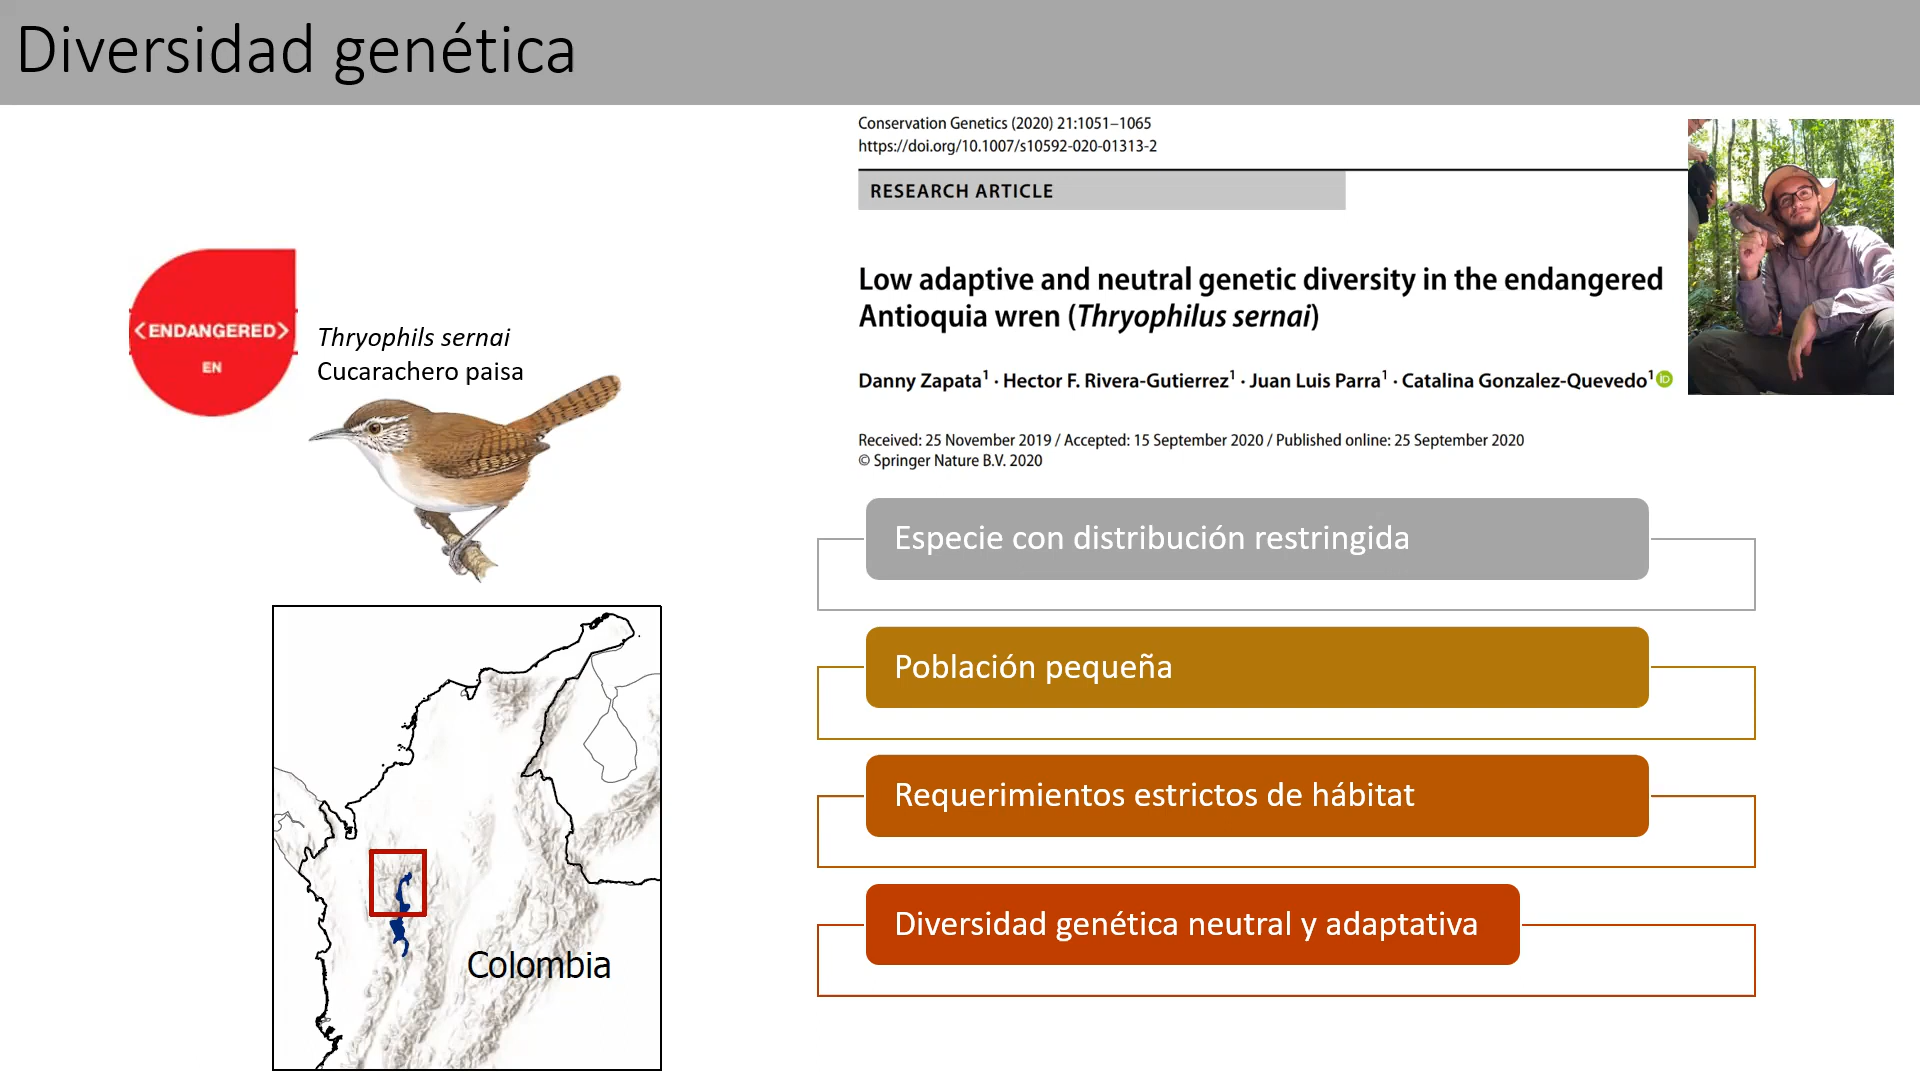 Diversidad genética
Conservation Genetics (2020) 21:1051–1065
https://doi.org/10.1007/s10592-020-01313-2
RESEARCH ARTICLE
Low adaptive and neutral genetic diversity in the endangered
Antioquia wren (Thryophilus sernai)
Danny Zapata1 · Hector F. Rivera-Gutierrez1 · Juan Luis Parra1 · Catalina Gonzalez-Quevedo1 iD
Received: 25 November 2019 / Accepted: 15 September 2020 / Published online: 25 September 2020
© Springer Nature B.V. 2020
<ENDANGERED>
EN
Thryophils sernai
Cucarachero paisa
Colombia
Especie con distribución restringida
Población pequeña
Requerimientos estrictos de hábitat
Diversidad genética neutral y adaptativa